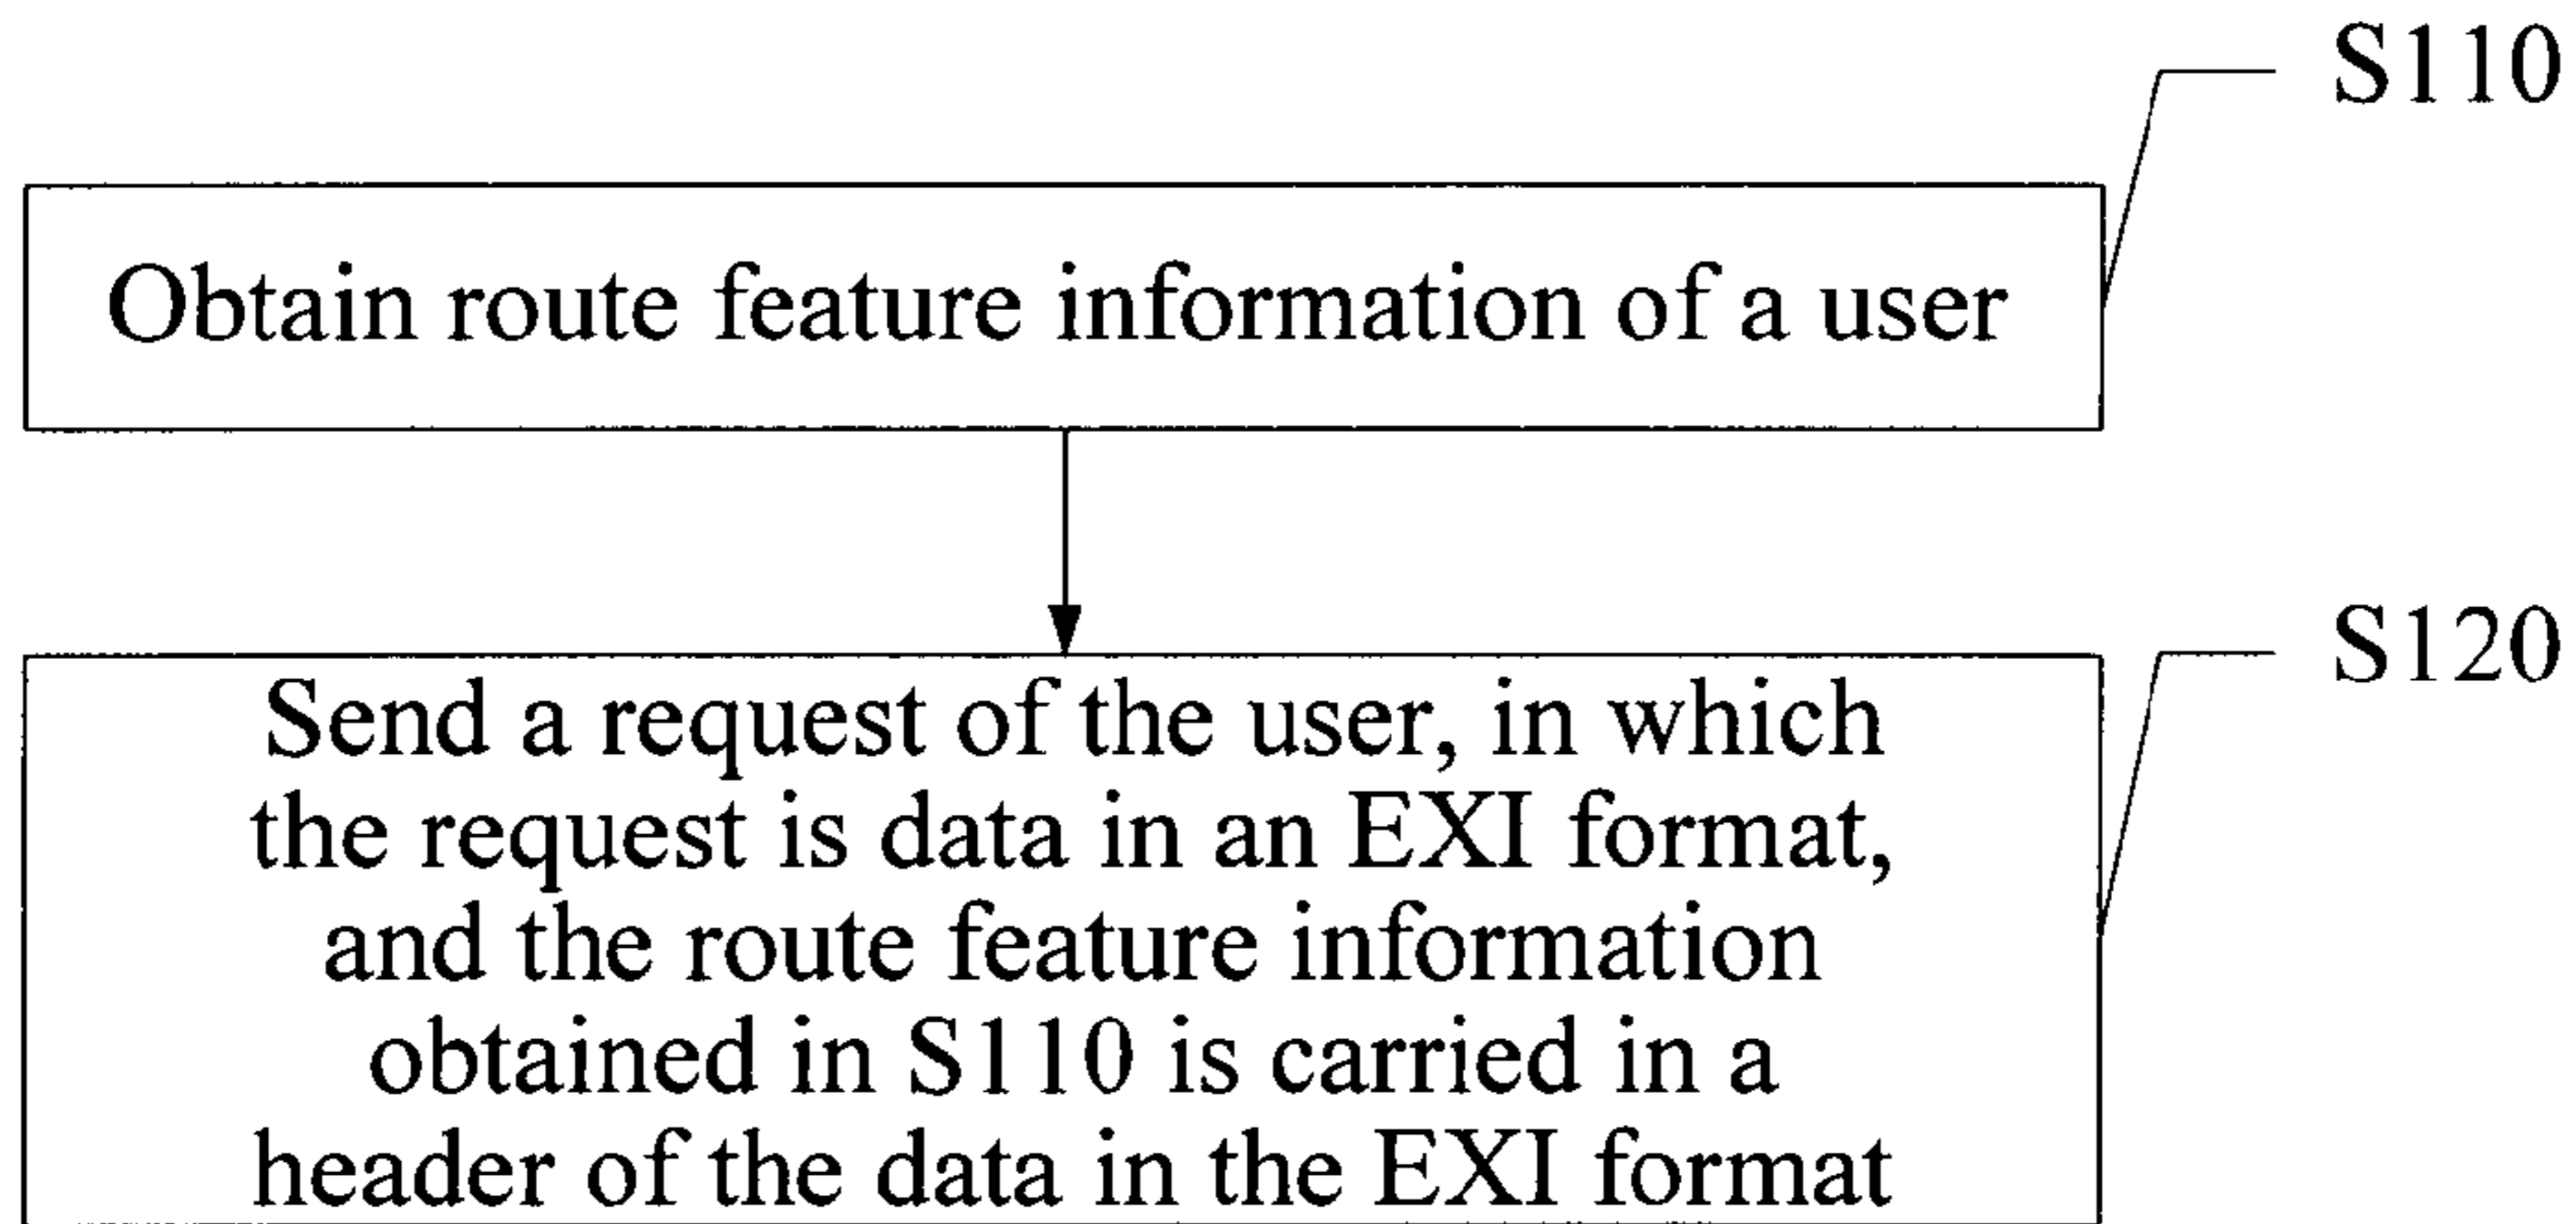 S110
Obtain route feature information of a user
S120
Send a request of the user, in which
the request is data in an EXI format,
and the route feature information
obtained in S110 is carried in a
header of the data in the EXI format